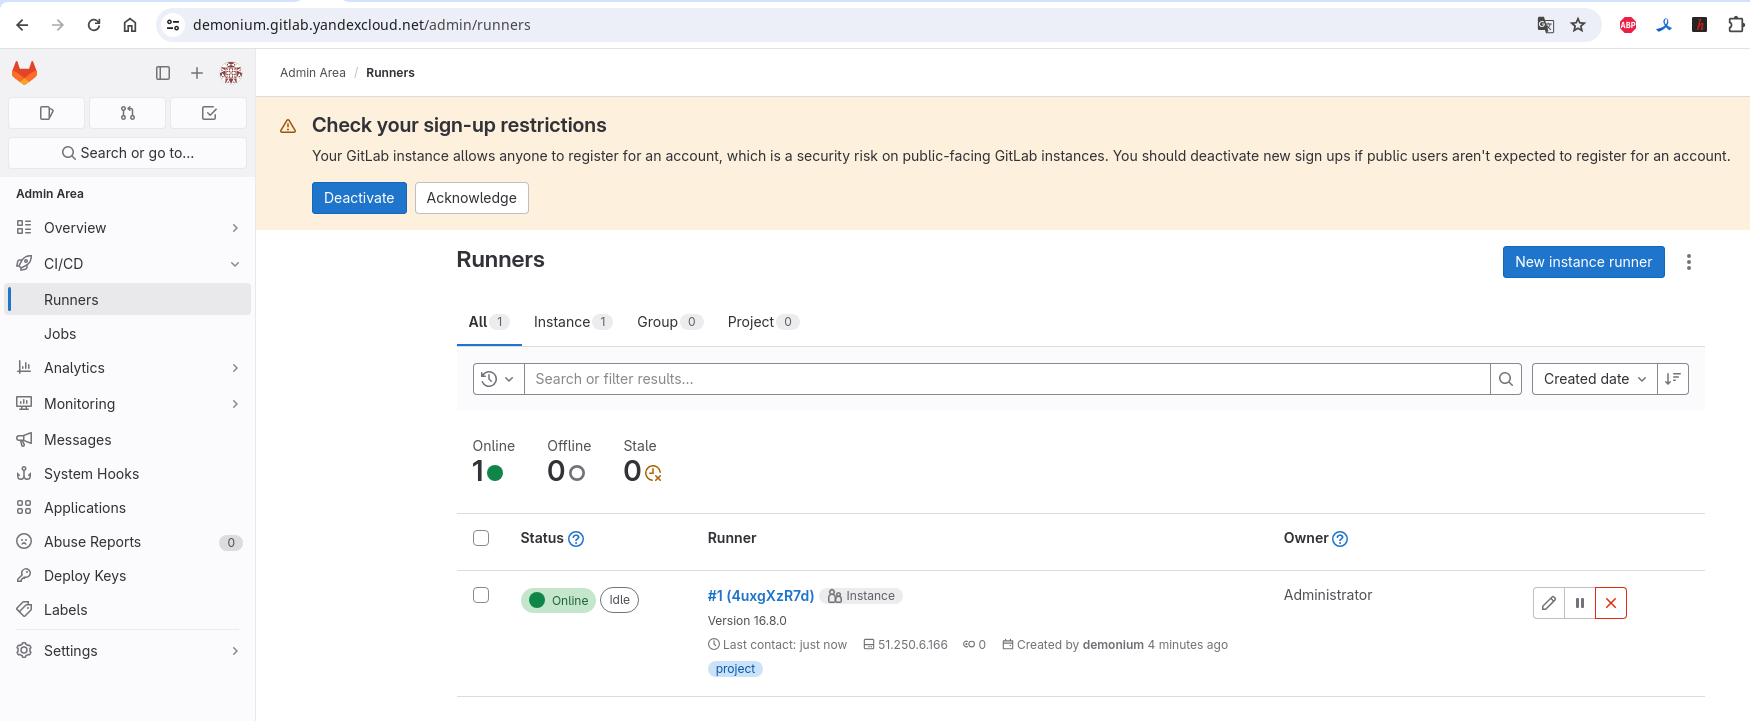 demonium.gitlab.yandexcloud.net/admin/runners
ABP
Admin Area / Runners
Search or go to...
Admin Area
Overview
CI/CD
Runners
Jobs
Analytics
Monitoring
Messages
System Hooks
Applications
Abuse Reports 0
Deploy Keys
Labels
Settings
Check your sign-up restrictions
Your GitLab instance allows anyone to register for an account, which is a security risk on public-facing GitLab instances. You should deactivate new sign ups if public users aren't expected to register for an account.
Deactivate Acknowledge
Runners
New instance runner
All 1 Instance 1 Group 0 Project 0
Search or filter results...
Created date
Online Offline Stale
1 0 0
Status ? Runner Owner ?
Online Idle #1 (4uxgXzR7d) Instance Administrator
Version 16.8.0
Last contact: just now 51.250.6.166 0 Created by demonium 4 minutes ago
project